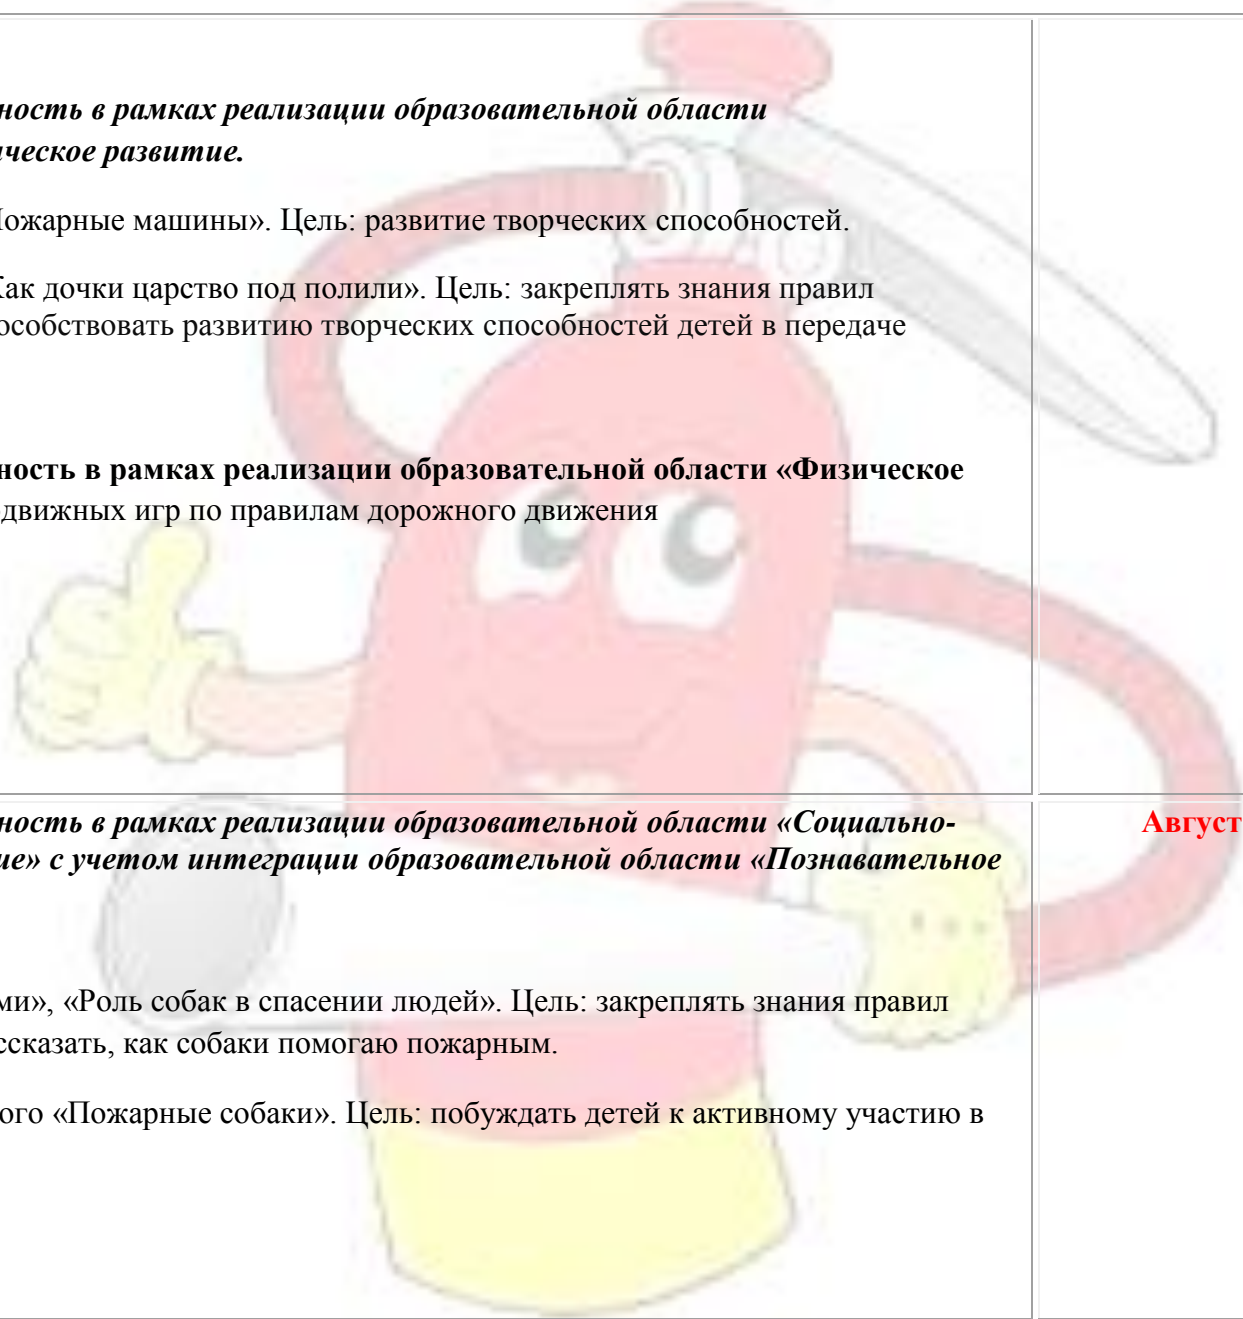 ность в рамках реализации образовательной области
ическое развитие.
Пожарные машины». Цель: развитие творческих способностей.
Как дочки царство под полили». Цель: закреплять знания правил
особствовать развитию творческих способностей детей в передаче
ность в рамках реализации образовательной области «Физическое
движных игр по правилам дорожного движения
ность в рамках реализации образовательной области «Социально-
ие» с учетом интеграции образовательной области «Познавательное
Август
ми», «Роль собак в спасении людей». Цель: закреплять знания правил
ссказать, как собаки помогаю пожарным.
ого «Пожарные собаки». Цель: побуждать детей к активному участию в